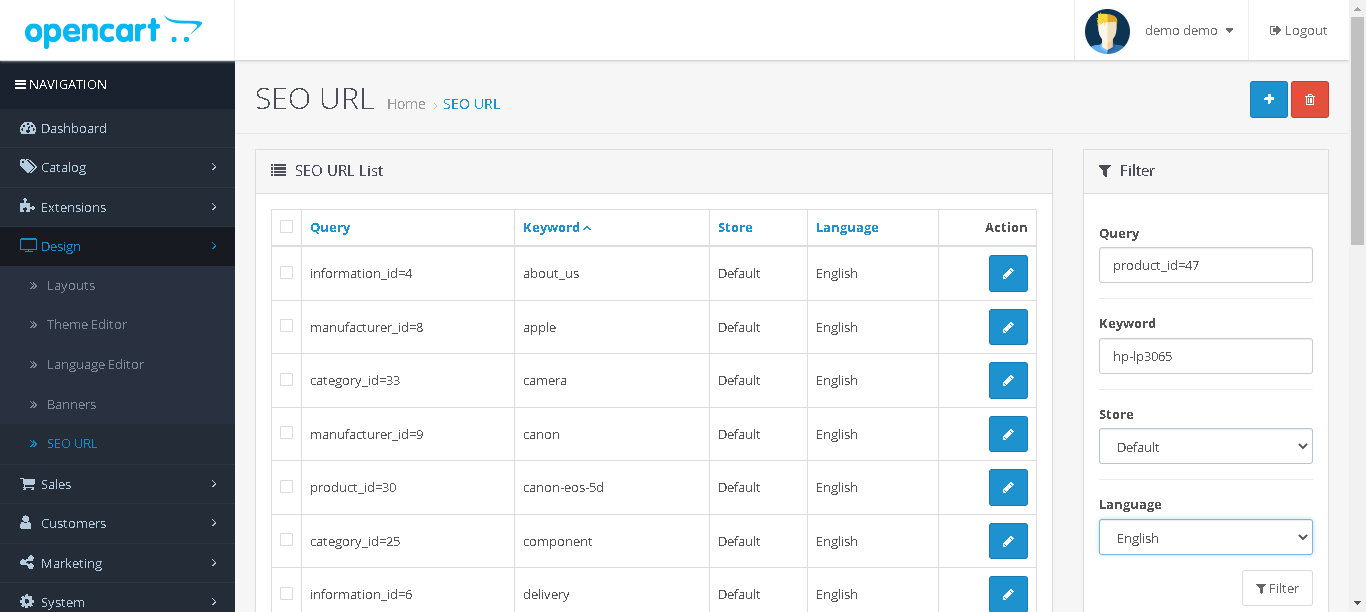 opencart
demo demo
Logout
NAVIGATION
Dashboard
Catalog
Extensions
Design
Layouts
Theme Editor
Language Editor
Banners
SEO URL
Sales
Customers
Marketing
System
SEO URL Home › SEO URL
SEO URL List
Query Keyword Store Language Action
information_id=4 about_us Default English
manufacturer_id=8 apple Default English
category_id=33 camera Default English
manufacturer_id=9 canon Default English
product_id=30 canon-eos-5d Default English
category_id=25 component Default English
information_id=6 delivery Default English
Filter
Query
product_id=47
Keyword
hp-lp3065
Store
Default
Language
English
Filter